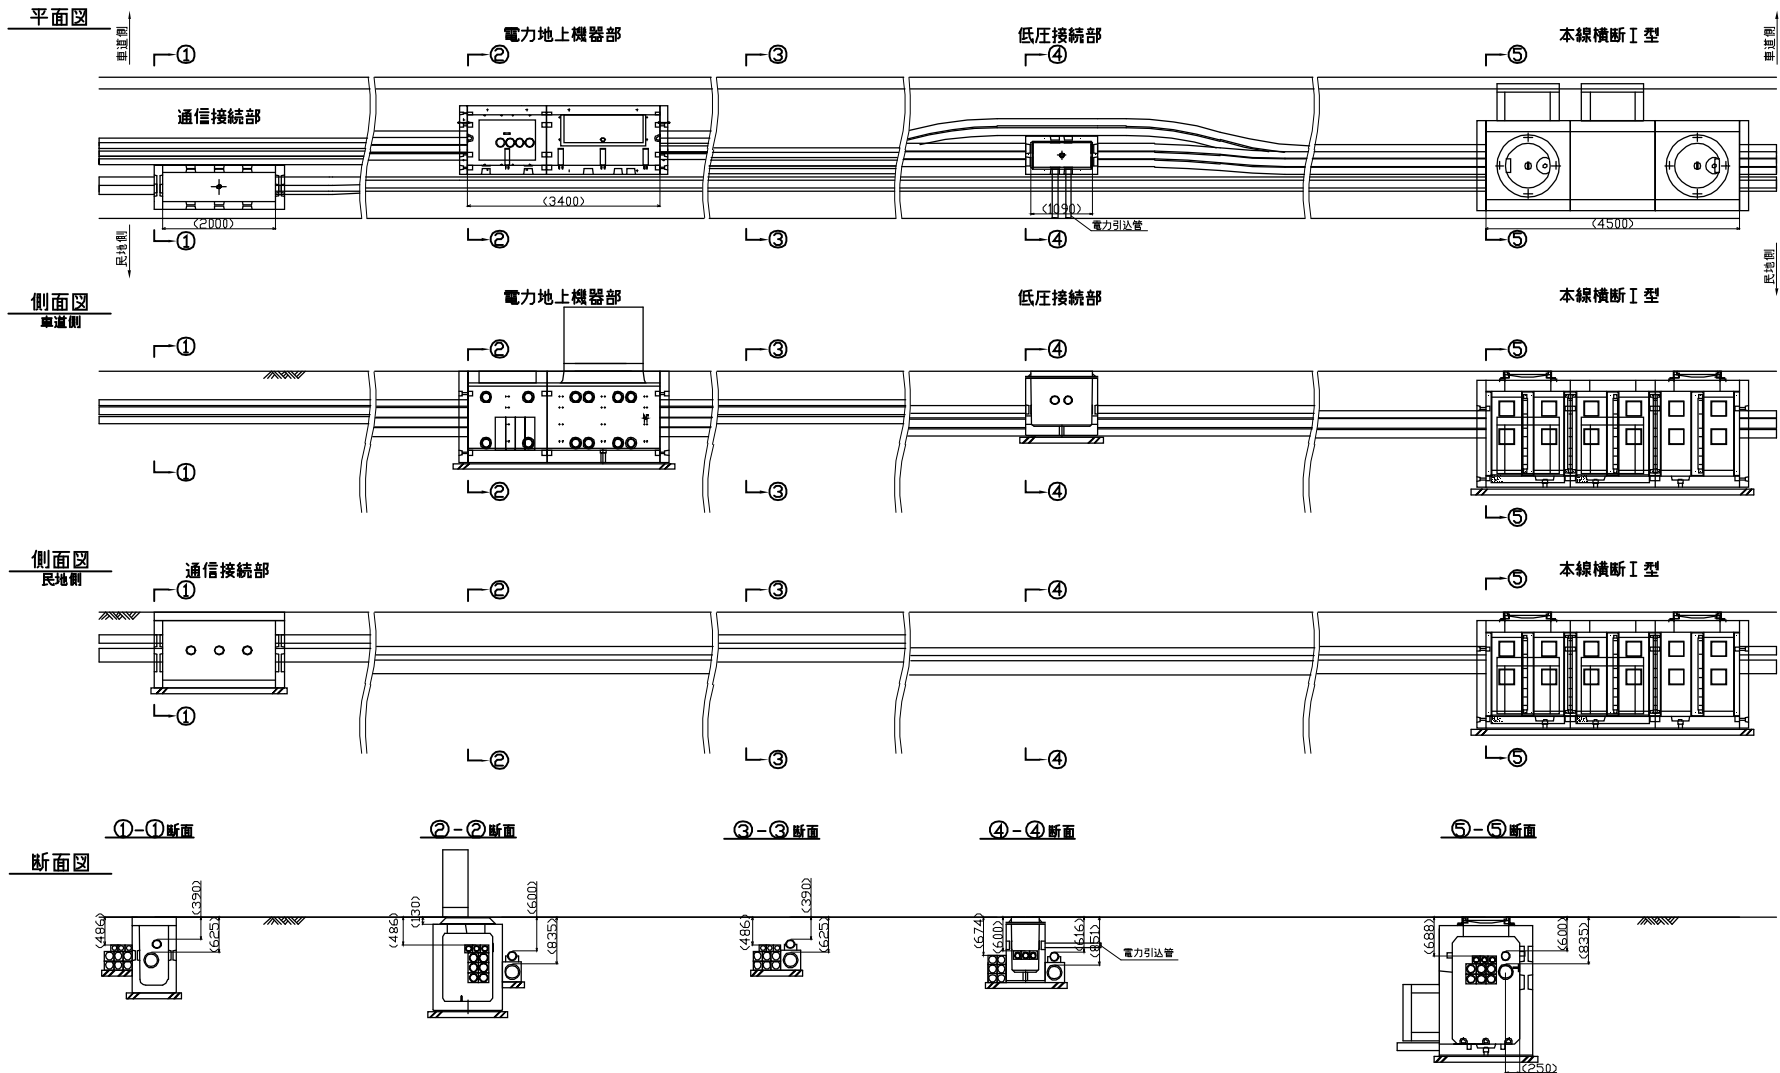 平面図
車道側
① ② 電力地上機器部 ③ ④ 低圧接続部 ⑤ 本線横断Ⅰ型
車道側
通信接続部
(2000)
(3400)
(1090)
電力引込管
(4500)
① ② ③ ④ ⑤
民地側
民地側
側面図
車道側
電力地上機器部
低圧接続部
本線横断Ⅰ型
① ② ③ ④ ⑤
① ② ③ ④ ⑤
側面図
民地側
通信接続部
本線横断Ⅰ型
① ② ③ ④ ⑤
① ② ③ ④ ⑤
断面図
①-①断面
(486)
(390)
(625)
②-②断面
(486)
(130)
(600)
(835)
③-③断面
(486)
(390)
(625)
④-④断面
(674)
(600)
(616)
(851)
電力引込管
⑤-⑤断面
(688)
(600)
(835)
(250)